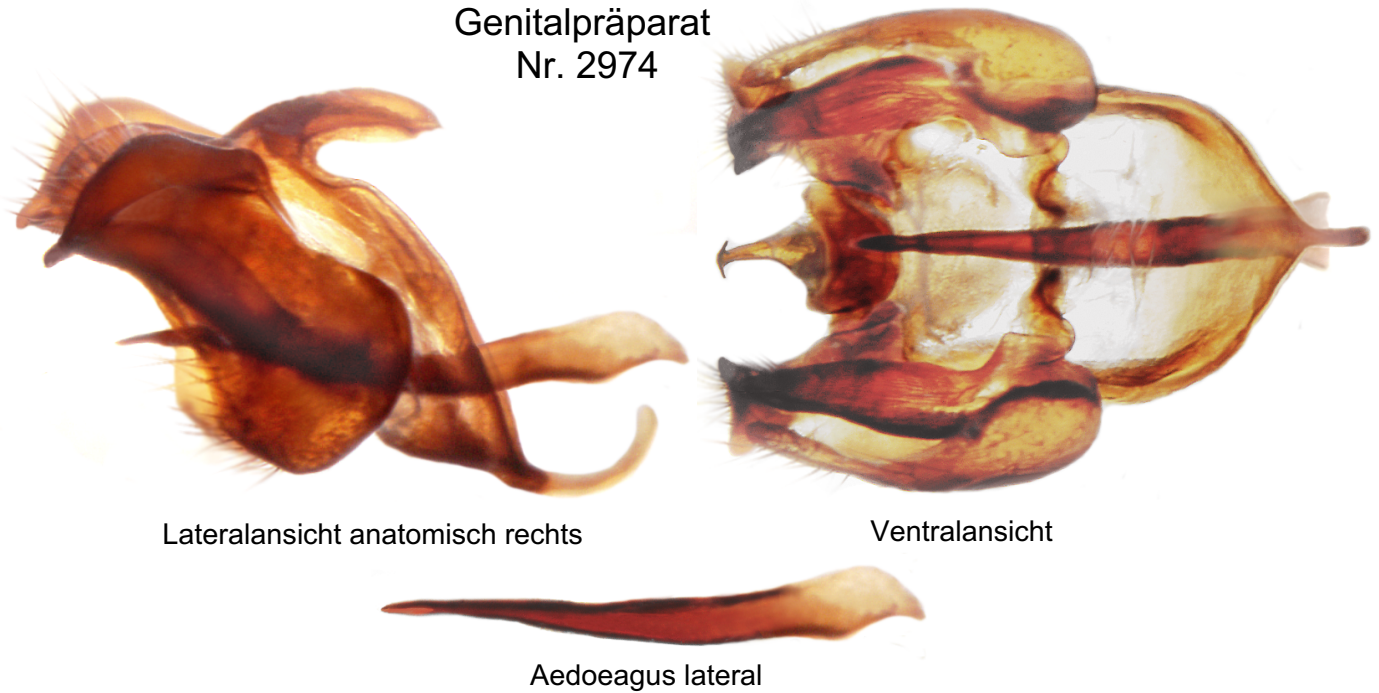 Genitalpräparat
Nr. 2974
Lateralansicht anatomisch rechts
Ventralansicht
Aedoeagus lateral